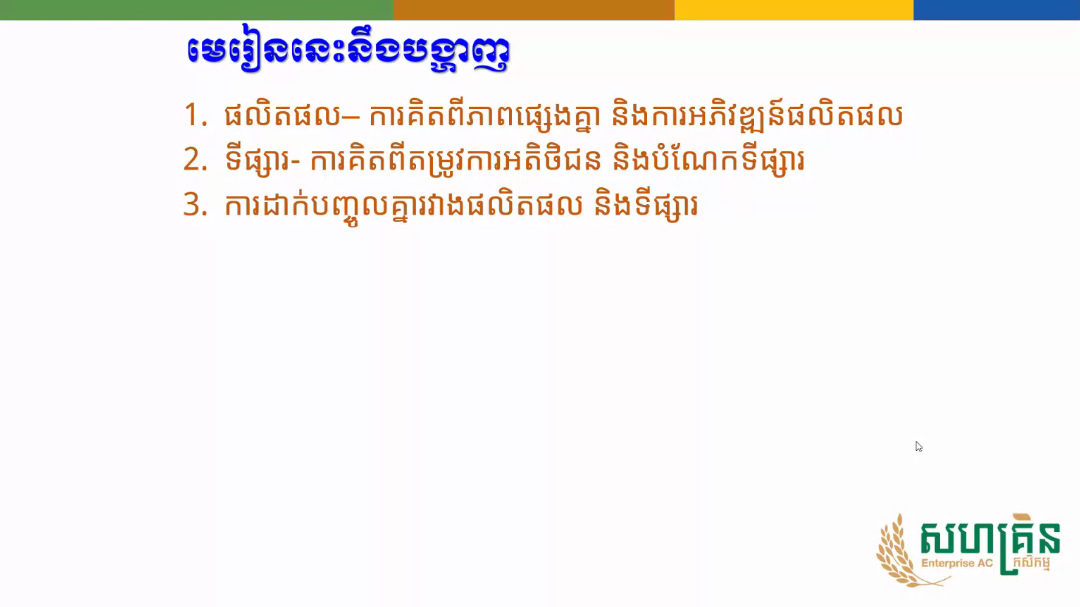 មេរៀននេះនឹងបង្ហាញ
1. ផលិតផល– ការគិតពីភាពផ្សេងគ្នា និងការអភិវឌ្ឍន៍ផលិតផល
2. ទីផ្សារ- ការគិតពីតម្រូវការអតិថិជន និងបំណែកទីផ្សារ
3. ការដាក់បញ្ចូលគ្នារវាងផលិតផល និងទីផ្សារ
សហគ្រិន
Enterprise AC កសិកម្ម